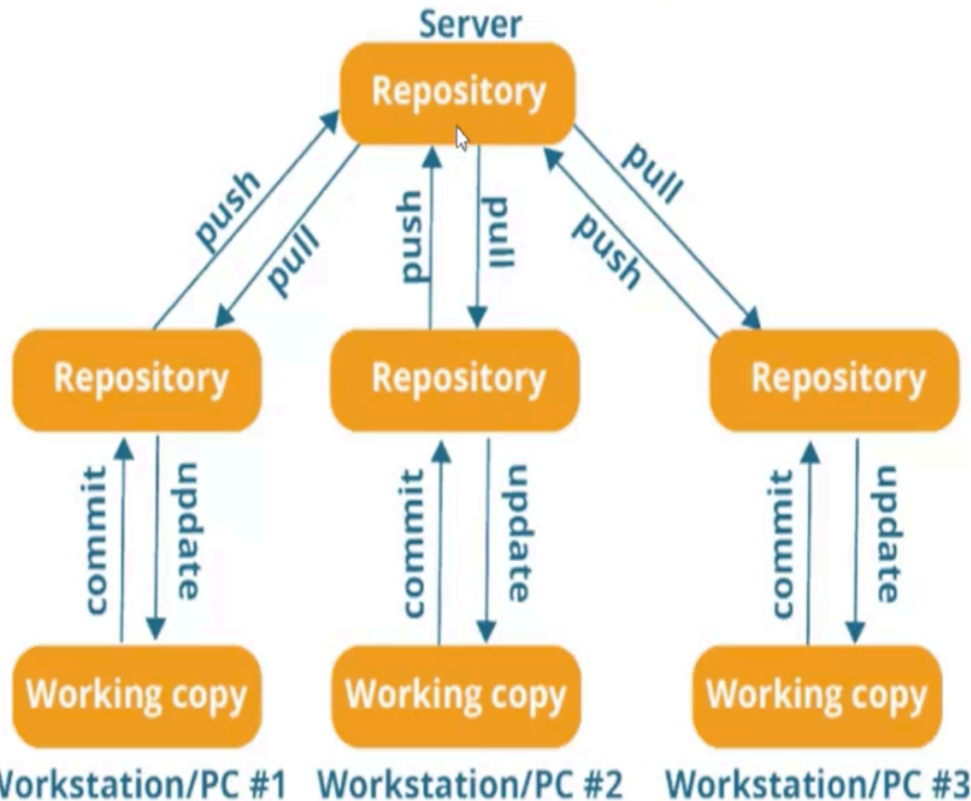 Server
Repository
push
pull
push
pull
push
pull
Repository
Repository
Repository
commit
update
commit
update
commit
update
Working copy
Working copy
Working copy
Workstation/PC #1
Workstation/PC #2
Workstation/PC #3